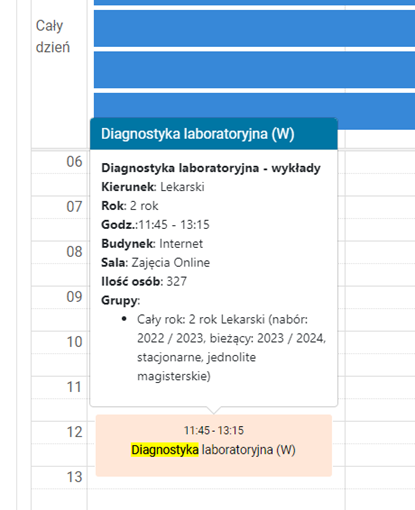 Cały
dzień
Diagnostyka laboratoryjna (W)
06
Diagnostyka laboratoryjna - wykłady
Kierunek: Lekarski
07
Rok: 2 rok
Godz.:11:45 - 13:15
Budynek: Internet
08
Sala: Zajęcia Online
Ilość osób: 327
09
Grupy:
• Cały rok: 2 rok Lekarski (nabór:
10
2022 / 2023, bieżący: 2023 / 2024,
stacjonarne, jednolite
magisterskie)
11
12
11:45 - 13:15
Diagnostyka laboratoryjna (W)
13